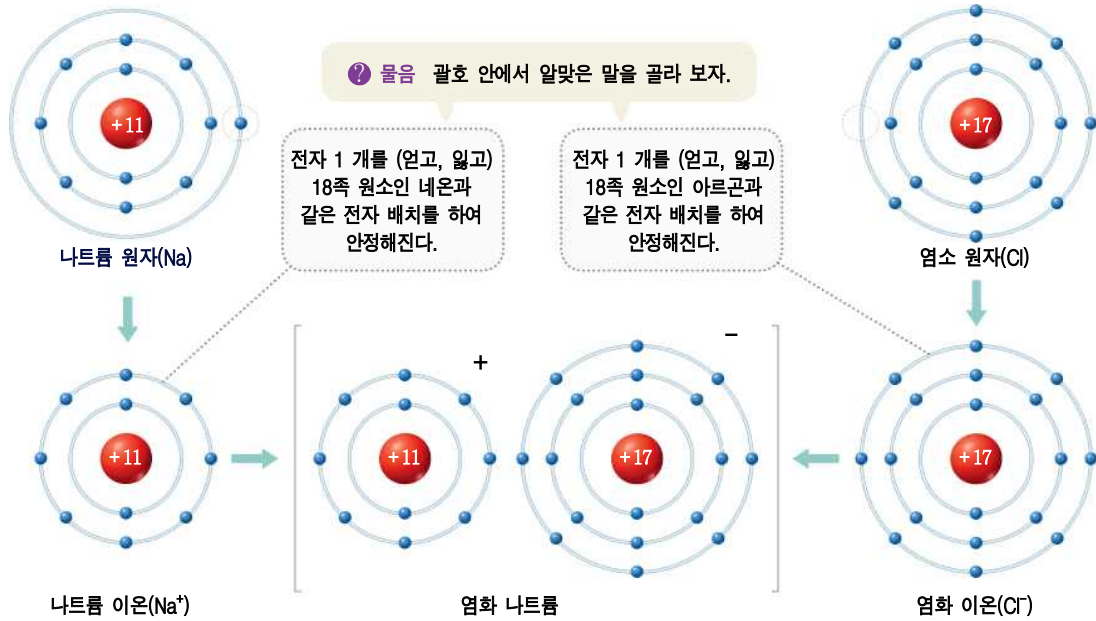 ? 물음 괄호 안에서 알맞은 말을 골라 보자.
+11
+17
전자 1 개를 (얻고, 잃고)
18족 원소인 네온과
같은 전자 배치를 하여
안정해진다.
전자 1 개를 (얻고, 잃고)
18족 원소인 아르곤과
같은 전자 배치를 하여
안정해진다.
나트륨 원자(Na)
염소 원자(Cl)
+
−
+11
+11
+17
+17
나트륨 이온(Na⁺)
염화 나트륨
염화 이온(Cl⁻)